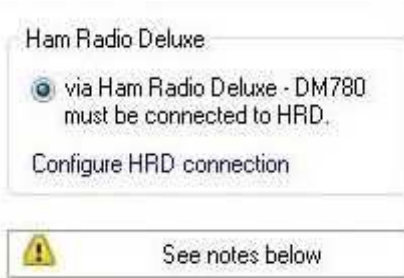 Ham Radio Deluxe
via Ham Radio Deluxe - DM780
must be connected to HRD.
Configure HRD connection
See notes below